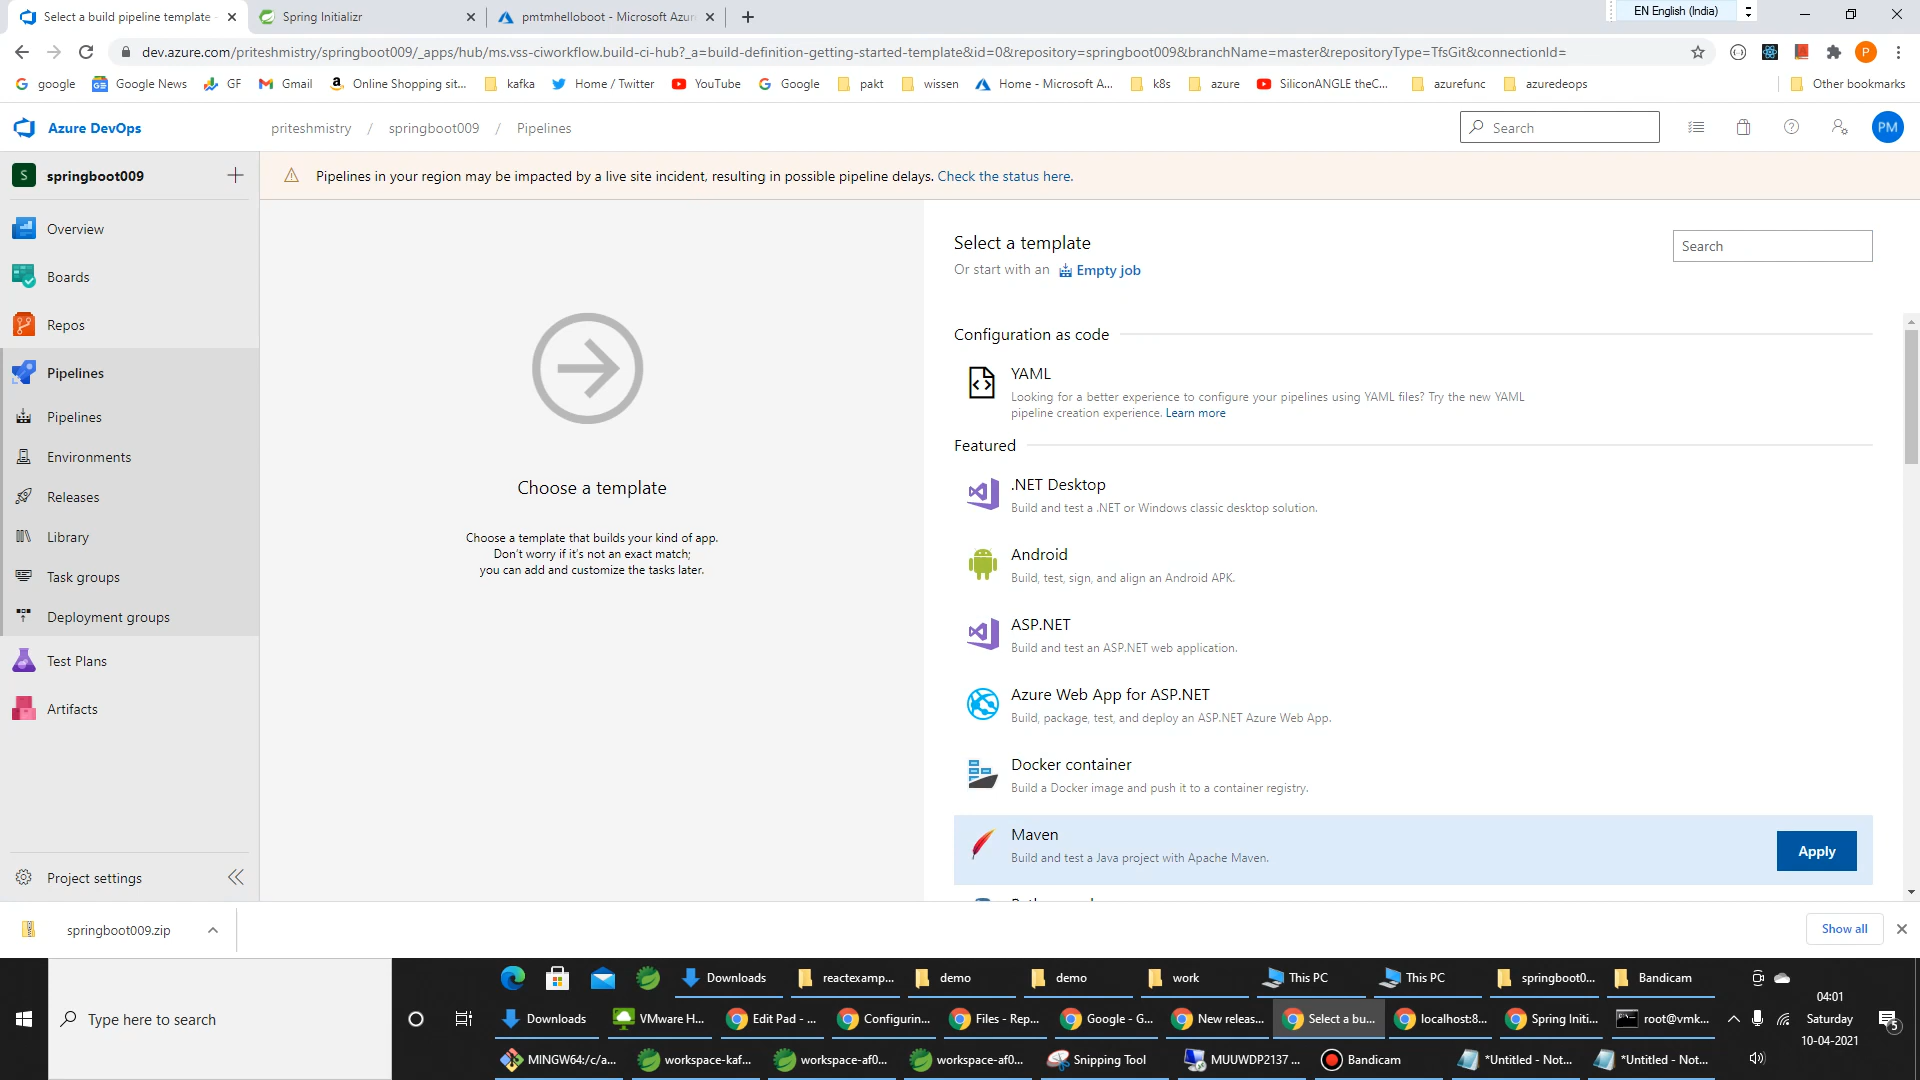 Select a build pipeline template -
Spring Initializr
pmtmhelloboot - Microsoft Azur
EN English (India)
dev.azure.com/priteshmistry/springboot009/_apps/hub/ms.vss-ciworkflow.build-ci-hub?_a=build-definition-getting-started-template&id=0&repository=springboot009&branchName=master&repositoryType=TfsGit&connectionId=
P
google
Google News
GF
Gmail
Online Shopping sit...
kafka
Home / Twitter
YouTube
Google
pakt
wissen
Home - Microsoft A...
k8s
azure
SiliconANGLE theC...
azurefunc
azuredeops
Other bookmarks
Azure DevOps
priteshmistry / springboot009 / Pipelines
Search
PM
S springboot009
Pipelines in your region may be impacted by a live site incident, resulting in possible pipeline delays. Check the status here.
Overview
Boards
Repos
Pipelines
Pipelines
Environments
Releases
Library
Task groups
Deployment groups
Test Plans
Artifacts
Project settings
Choose a template
Choose a template that builds your kind of app.
Don't worry if it's not an exact match;
you can add and customize the tasks later.
Select a template
Or start with an Empty job
Search
Configuration as code
YAML
Looking for a better experience to configure your pipelines using YAML files? Try the new YAML
pipeline creation experience. Learn more
Featured
.NET Desktop
Build and test a .NET or Windows classic desktop solution.
Android
Build, test, sign, and align an Android APK.
ASP.NET
Build and test an ASP.NET web application.
Azure Web App for ASP.NET
Build, package, test, and deploy an ASP.NET Azure Web App.
Docker container
Build a Docker image and push it to a container registry.
Maven
Build and test a Java project with Apache Maven.
Apply
springboot009.zip
Show all
Type here to search
Downloads
reactexamp...
demo
demo
work
This PC
This PC
springboot0...
Bandicam
Downloads
VMware H...
Edit Pad - ...
Configurin...
Files - Rep...
Google - G...
New releas...
Select a bu...
localhost:8...
Spring Initi...
root@vmk...
MINGW64:/c/a...
workspace-kaf...
workspace-af0...
workspace-af0...
Snipping Tool
MUUWDP2137 ...
Bandicam
*Untitled - Not...
*Untitled - Not...
04:01
Saturday
10-04-2021
5